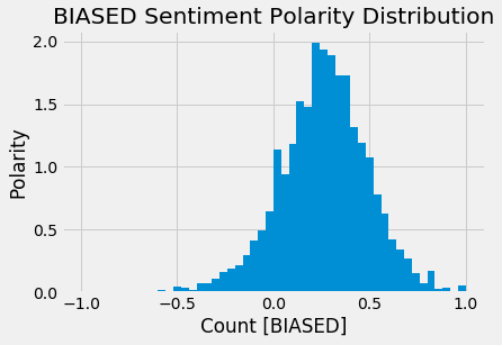 BIASED Sentiment Polarity Distribution
2.0
1.5
1.0
0.5
0.0
Polarity
−1.0 −0.5 0.0 0.5 1.0
Count [BIASED]